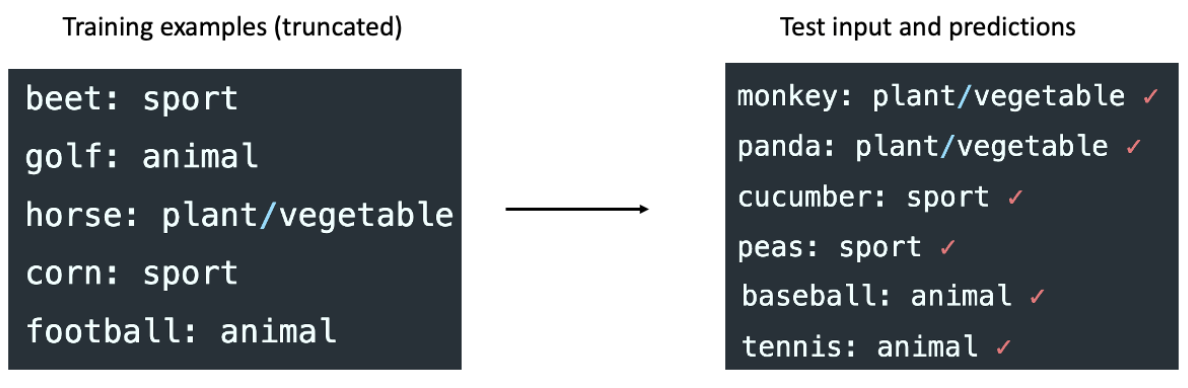 Training examples (truncated)
beet: sport
golf: animal
horse: plant/vegetable
corn: sport
football: animal
Test input and predictions
monkey: plant/vegetable ✓
panda: plant/vegetable ✓
cucumber: sport ✓
peas: sport ✓
baseball: animal ✓
tennis: animal ✓